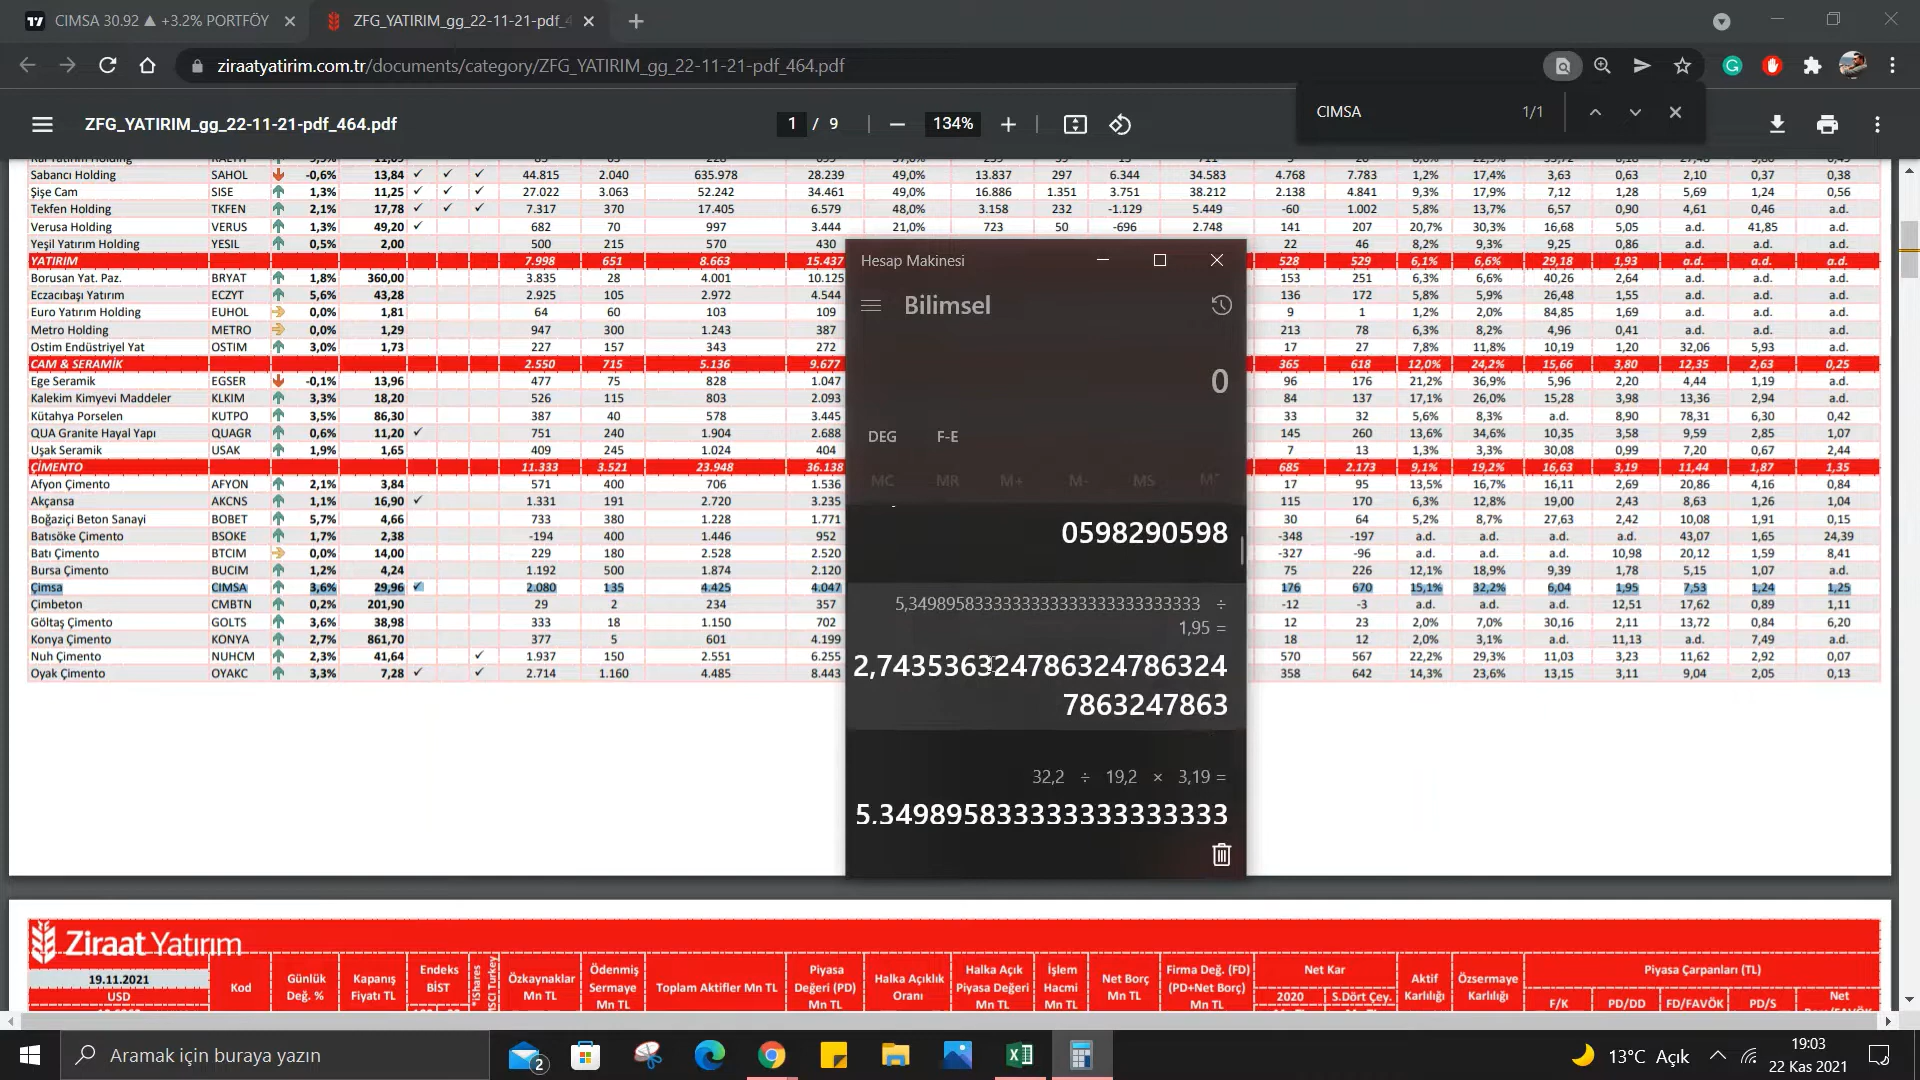 CIMSA 30.92 ▲ +3.2% PORTFÖY
ZFG_YATIRIM_gg_22-11-21-pdf_4
ziraatyatirim.com.tr/documents/category/ZFG_YATIRIM_gg_22-11-21-pdf_464.pdf
CIMSA 1/1
ZFG_YATIRIM_gg_22-11-21-pdf_464.pdf 1 / 9 134%
Sabancı Holding SAHOL -0,6% 13,84 ✓ ✓ ✓ 44.815 2.040 635.978 28.239 49,0% 13.837 297 6.344 34.583 4.768 7.783 1,2% 17,4% 3,63 0,63 2,10 0,37 0,38
Şişe Cam SISE 1,3% 11,25 ✓ ✓ ✓ 27.022 3.063 52.242 34.461 49,0% 16.886 1.351 3.751 38.212 2.138 4.841 9,3% 17,9% 7,12 1,28 5,69 1,24 0,56
Tekfen Holding TKFEN 2,1% 17,78 ✓ ✓ ✓ 7.317 370 17.405 6.579 48,0% 3.158 232 -1.129 5.449 -60 1.002 5,8% 13,7% 6,57 0,90 4,61 0,46 a.d.
Verusa Holding VERUS 1,3% 49,20 ✓ 682 70 997 3.444 21,0% 723 50 -696 2.748 141 207 20,7% 30,3% 16,68 5,05 a.d. 41,85 a.d.
Yeşil Yatırım Holding YESIL 0,5% 2,00 500 215 570 430 22 46 8,2% 9,3% 9,25 0,86 a.d. a.d. a.d.
YATIRIM 7.998 651 8.663 15.437 528 529 6,1% 6,6% 29,18 1,93 a.d. a.d. a.d.
Borusan Yat. Paz. BRYAT 1,8% 360,00 3.835 28 4.001 10.125 153 251 6,3% 6,6% 40,26 2,64 a.d. a.d. a.d.
Eczacıbaşı Yatırım ECZYT 5,6% 43,28 2.925 105 2.972 4.544 136 172 5,8% 5,9% 26,48 1,55 a.d. a.d. a.d.
Euro Yatırım Holding EUHOL 0,0% 1,81 64 60 103 109 9 1 1,2% 2,0% 84,85 1,69 a.d. a.d. a.d.
Metro Holding METRO 0,0% 1,29 947 300 1.243 387 213 78 6,3% 8,2% 4,96 0,41 a.d. a.d. a.d.
Ostim Endüstriyel Yat OSTIM 3,0% 1,73 227 157 343 272 17 27 7,8% 11,8% 10,19 1,20 32,06 5,93 a.d.
CAM & SERAMİK 2.550 715 5.136 9.677 365 618 12,0% 24,2% 15,66 3,80 12,35 2,63 0,25
Ege Seramik EGSER -0,1% 13,96 477 75 828 1.047 96 176 21,2% 36,9% 5,96 2,20 4,44 1,19 a.d.
Kalekim Kimyevi Maddeler KLKIM 3,3% 18,20 526 115 803 2.093 84 137 17,1% 26,0% 15,28 3,98 13,36 2,94 a.d.
Kütahya Porselen KUTPO 3,5% 86,30 387 40 578 3.445 33 32 5,6% 8,3% a.d. 8,90 78,31 6,30 0,42
QUA Granite Hayal Yapı QUAGR 0,6% 11,20 ✓ 751 240 1.904 2.688 145 260 13,6% 34,6% 10,35 3,58 9,59 2,85 1,07
Uşak Seramik USAK 1,9% 1,65 409 245 1.024 404 7 13 1,3% 3,3% 30,08 0,99 7,20 0,67 2,44
ÇİMENTO 11.333 3.521 23.948 36.138 685 2.173 9,1% 19,2% 16,63 3,19 11,44 1,87 1,35
Afyon Çimento AFYON 2,1% 3,84 571 400 706 1.536 17 95 13,5% 16,7% 16,11 2,69 20,86 4,16 0,84
Akçansa AKCNS 1,1% 16,90 ✓ 1.331 191 2.720 3.235 115 170 6,3% 12,8% 19,00 2,43 8,63 1,26 1,04
Boğaziçi Beton Sanayi BOBET 5,7% 4,66 733 380 1.228 1.771 30 64 5,2% 8,7% 27,63 2,42 10,08 1,91 0,15
Batısöke Çimento BSOKE 1,7% 2,38 -194 400 1.446 952 -348 -197 a.d. a.d. a.d. a.d. 43,07 1,65 24,39
Batı Çimento BTCIM 0,0% 14,00 229 180 2.528 2.520 -327 -96 a.d. a.d. a.d. 10,98 20,12 1,59 8,41
Bursa Çimento BUCIM 1,2% 4,24 1.192 500 1.874 2.120 75 226 12,1% 18,9% 9,39 1,78 5,15 1,07 a.d.
Çimsa CIMSA 3,6% 29,96 ✓ 2.080 135 4.425 4.047 176 670 15,1% 32,2% 6,04 1,95 7,53 1,24 1,25
Çimbeton CMBTN 0,2% 201,90 29 2 234 357 -12 -3 a.d. a.d. a.d. 12,51 17,62 0,89 1,11
Göltaş Çimento GOLTS 3,6% 38,98 333 18 1.150 702 12 23 2,0% 7,0% 30,16 2,11 13,72 0,84 6,20
Konya Çimento KONYA 2,7% 861,70 377 5 601 4.199 18 12 2,0% 3,1% a.d. 11,13 a.d. 7,49 a.d.
Nuh Çimento NUHCM 2,3% 41,64 ✓ 1.937 150 2.551 6.255 570 567 22,2% 29,3% 11,03 3,23 11,62 2,92 0,07
Oyak Çimento OYAKC 3,3% 7,28 ✓ ✓ 2.714 1.160 4.485 8.443 358 642 14,3% 23,6% 13,15 3,11 9,04 2,05 0,13
Hesap Makinesi
Bilimsel
0
DEG F-E
MC MR M+ M- MS
0598290598
÷
1,95 =
2,743536324786324786324
7863247863
32,2 ÷ 19,2 × 3,19 =
Ziraat Yatırım
19.11.2021
USD
Kod
Günlük
Değ. %
Kapanış
Fiyatı TL
Endeks
BİST
Özkaynaklar
Mn TL
Ödenmiş
Sermaye
Mn TL
Toplam Aktifler Mn TL
Piyasa
Değeri (PD)
Mn TL
Halka Açıklık
Oranı
Halka Açık
Piyasa Değeri
Mn TL
İşlem
Hacmi
Mn TL
Net Borç
Mn TL
Firma Değ. (FD)
(PD+Net Borç)
Mn TL
Net Kar
2020
S.Dört Çey.
Aktif
Karlılığı
Özsermaye
Karlılığı
Piyasa Çarpanları (TL)
F/K
PD/DD
FD/FAVÖK
PD/S
Net
Aramak için buraya yazın
2
13°C Açık
19:03
22 Kas 2021